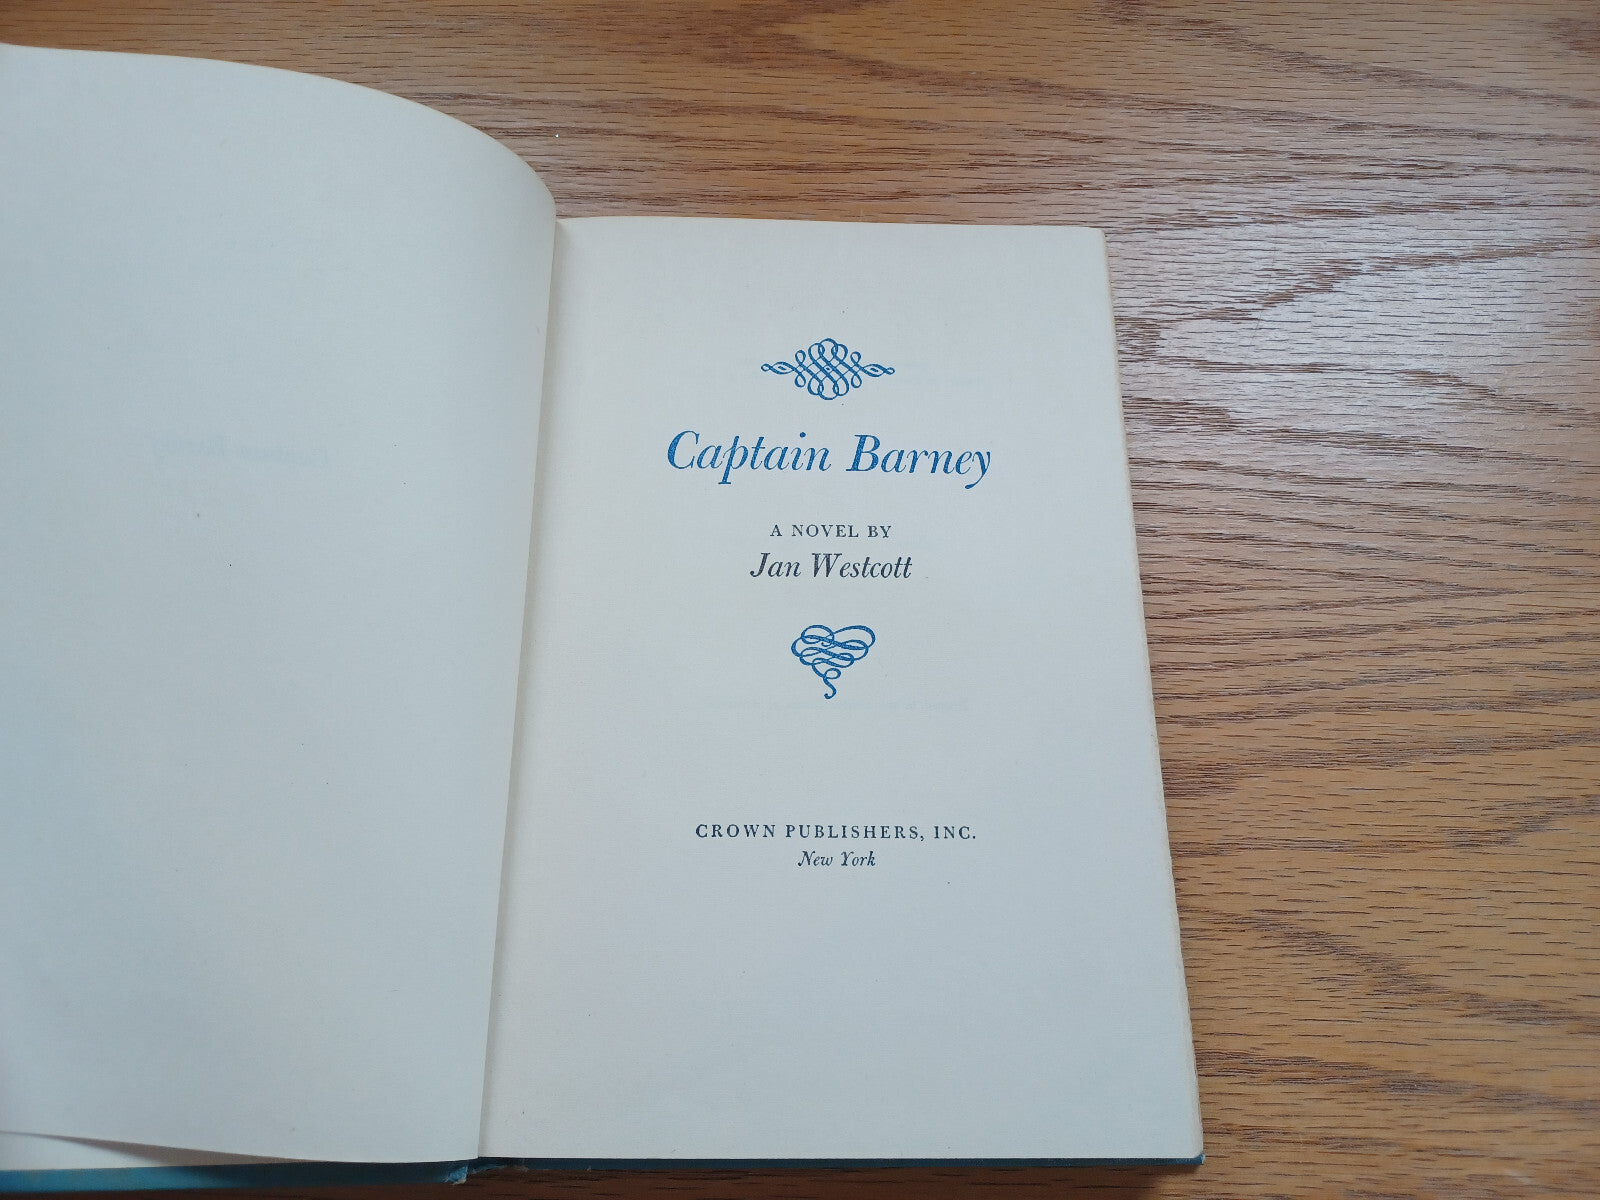 Captain Barney
A NOVEL BY
Jan Westcott
CROWN PUBLISHERS, INC.
New York